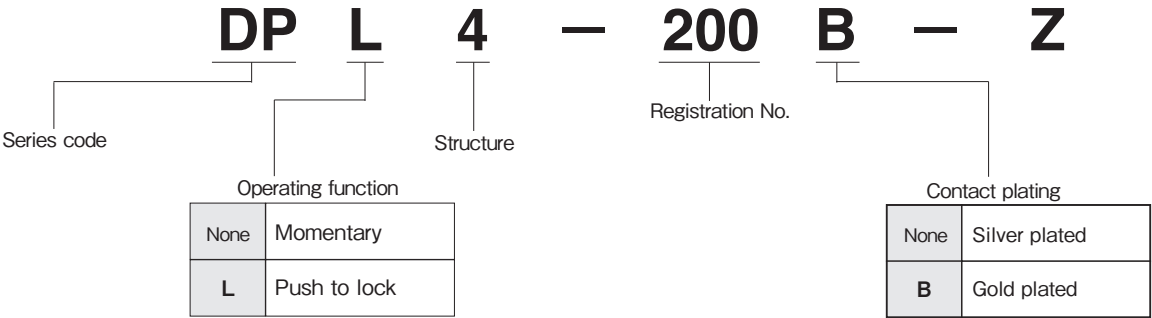 DP L 4 — 200 B — Z
Registration No.
Series code
Structure
Operating function
None Momentary
L Push to lock
Contact plating
None Silver plated
B Gold plated